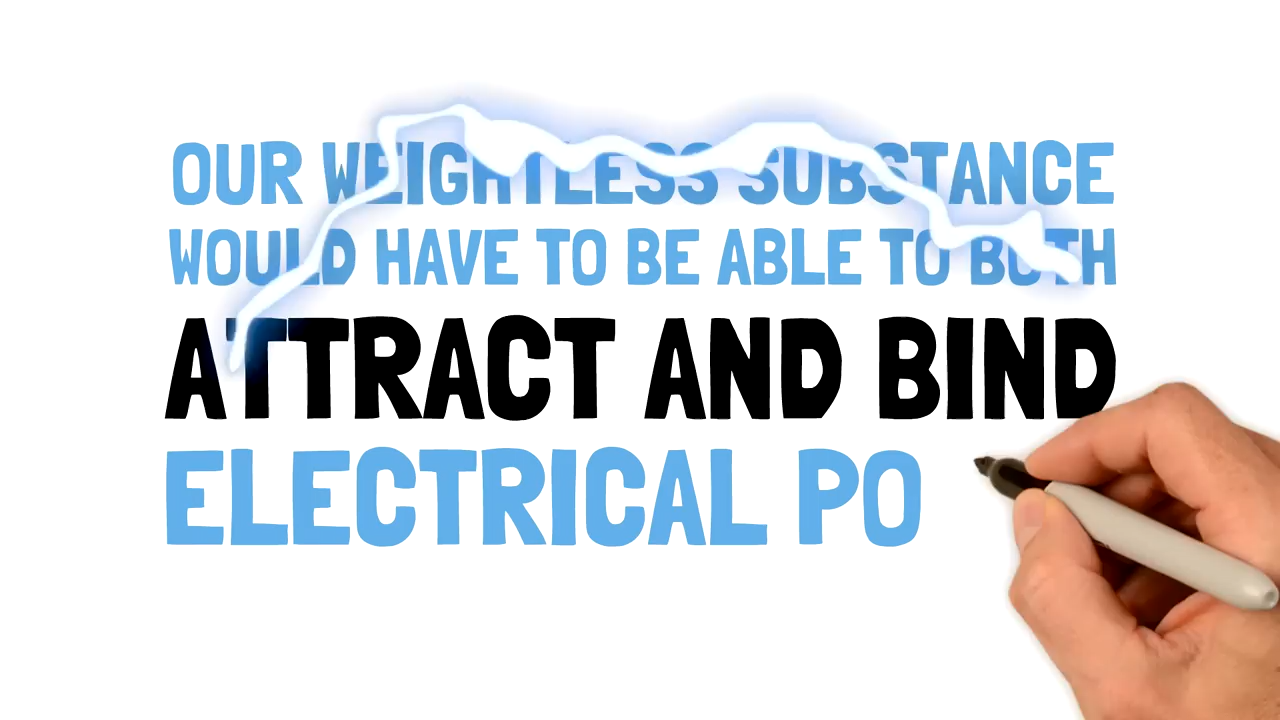 OUR WEIGHTLESS SUBSTANCE
WOULD HAVE TO BE ABLE TO BOTH
ATTRACT AND BIND
ELECTRICAL PO